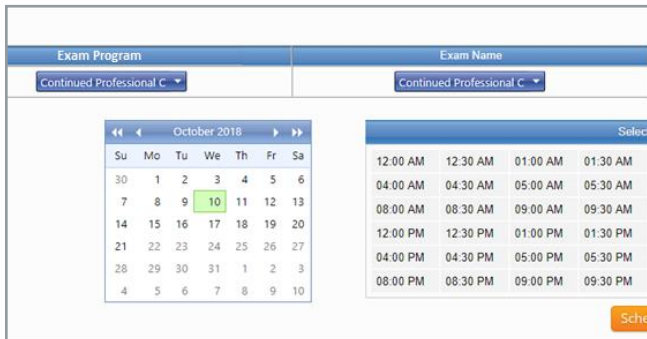 Exam Program Exam Name
Continued Professional C Continued Professional C
October 2018
Su Mo Tu We Th Fr Sa
30 1 2 3 4 5 6
7 8 9 10 11 12 13
14 15 16 17 18 19 20
21 22 23 24 25 26 27
28 29 30 31 1 2 3
4 5 6 7 8 9 10
Selec
12:00 AM 12:30 AM 01:00 AM 01:30 AM
04:00 AM 04:30 AM 05:00 AM 05:30 AM
08:00 AM 08:30 AM 09:00 AM 09:30 AM
12:00 PM 12:30 PM 01:00 PM 01:30 PM
04:00 PM 04:30 PM 05:00 PM 05:30 PM
08:00 PM 08:30 PM 09:00 PM 09:30 PM
Sche